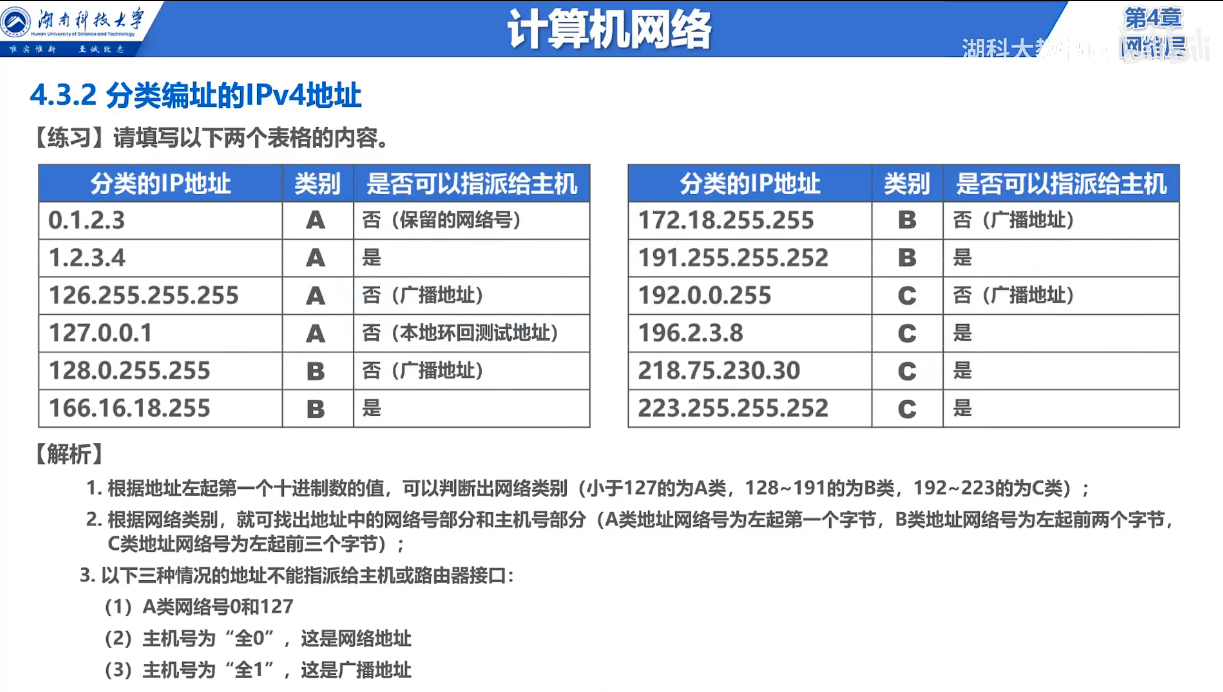 湖南科技大学
Hunan University of Science and Technology
唯实惟新 至诚致志
计算机网络
第4章
网络层
湖科大教书匠
bilibili
4.3.2 分类编址的IPv4地址
【练习】请填写以下两个表格的内容。
分类的IP地址 类别 是否可以指派给主机
0.1.2.3 A 否（保留的网络号）
1.2.3.4 A 是
126.255.255.255 A 否（广播地址）
127.0.0.1 A 否（本地环回测试地址）
128.0.255.255 B 否（广播地址）
166.16.18.255 B 是
分类的IP地址 类别 是否可以指派给主机
172.18.255.255 B 否（广播地址）
191.255.255.252 B 是
192.0.0.255 C 否（广播地址）
196.2.3.8 C 是
218.75.230.30 C 是
223.255.255.252 C 是
【解析】
1. 根据地址左起第一个十进制数的值，可以判断出网络类别（小于127的为A类，128~191的为B类，192~223的为C类）；
2. 根据网络类别，就可找出地址中的网络号部分和主机号部分（A类地址网络号为左起第一个字节，B类地址网络号为左起前两个字节，
C类地址网络号为左起前三个字节）；
3. 以下三种情况的地址不能指派给主机或路由器接口：
（1）A类网络号0和127
（2）主机号为“全0”，这是网络地址
（3）主机号为“全1”，这是广播地址